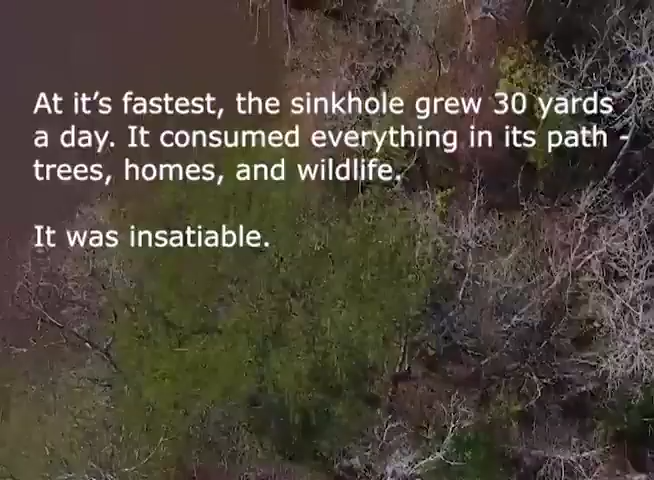 At it’s fastest, the sinkhole grew 30 yards
a day. It consumed everything in its path -
trees, homes, and wildlife.
It was insatiable.